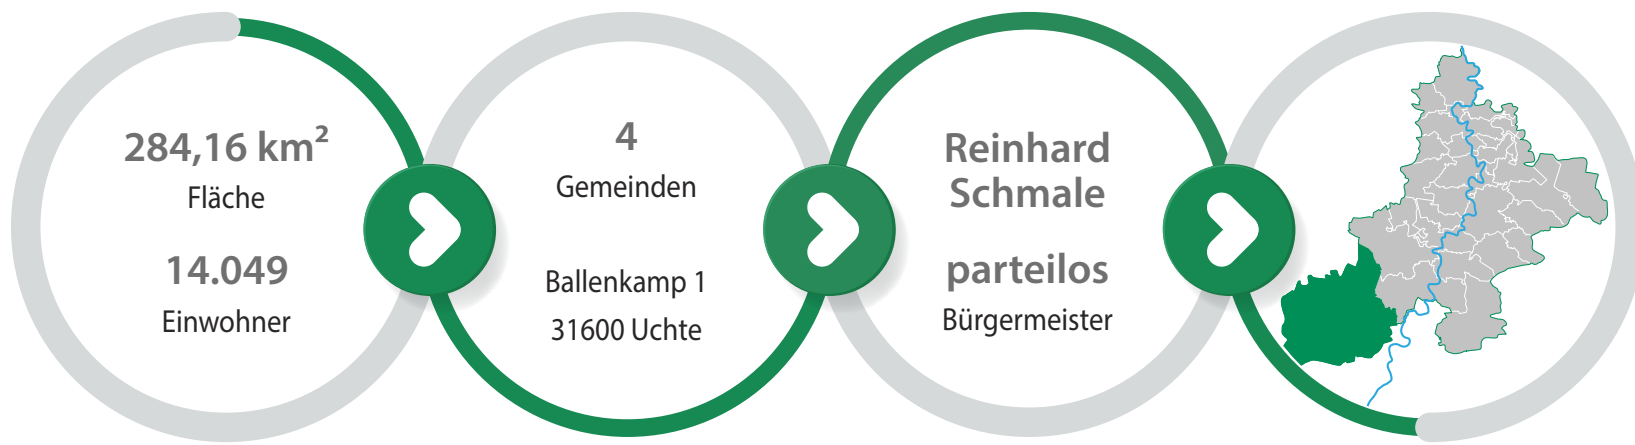 284,16 km²
Fläche
14.049
Einwohner
4
Gemeinden
Ballenkamp 1
31600 Uchte
Reinhard
Schmale
parteilos
Bürgermeister